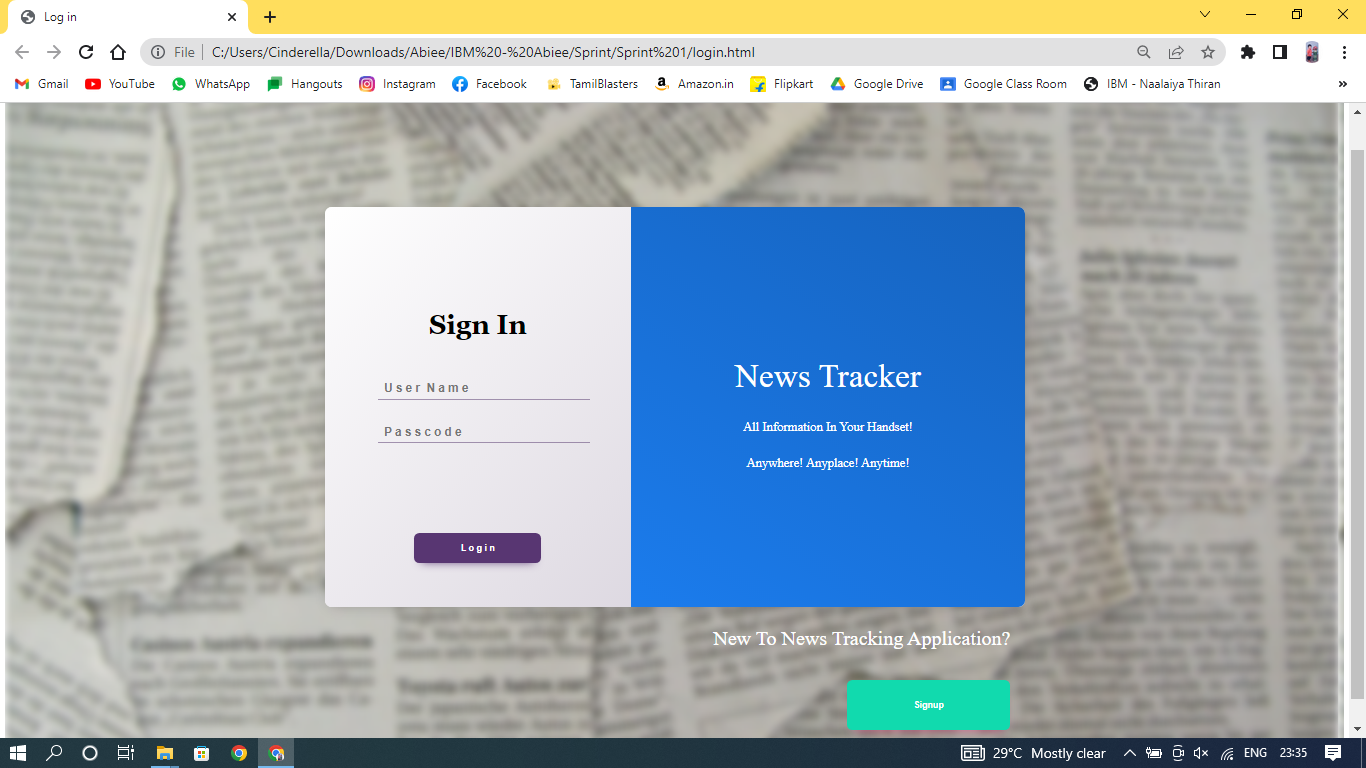 Log in
File
C:/Users/Cinderella/Downloads/Abiee/IBM%20-%20Abiee/Sprint/Sprint%201/login.html
Gmail YouTube WhatsApp Hangouts Instagram Facebook TamilBlasters Amazon.in Flipkart Google Drive Google Class Room IBM - Naalaiya Thiran »
Sign In
User Name
Passcode
Login
News Tracker
All Information In Your Handset!
Anywhere! Anyplace! Anytime!
New To News Tracking Application?
Signup
29°C Mostly clear ENG 23:35